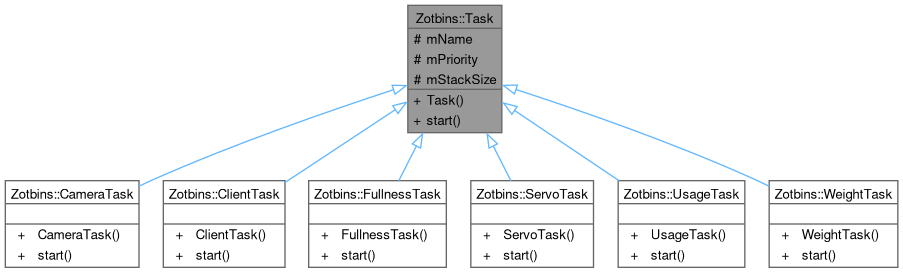 Zotbins::Task
# mName
# mPriority
# mStackSize
+ Task()
+ start()
Zotbins::CameraTask
+ CameraTask()
+ start()
Zotbins::ClientTask
+ ClientTask()
+ start()
Zotbins::FullnessTask
+ FullnessTask()
+ start()
Zotbins::ServoTask
+ ServoTask()
+ start()
Zotbins::UsageTask
+ UsageTask()
+ start()
Zotbins::WeightTask
+ WeightTask()
+ start()